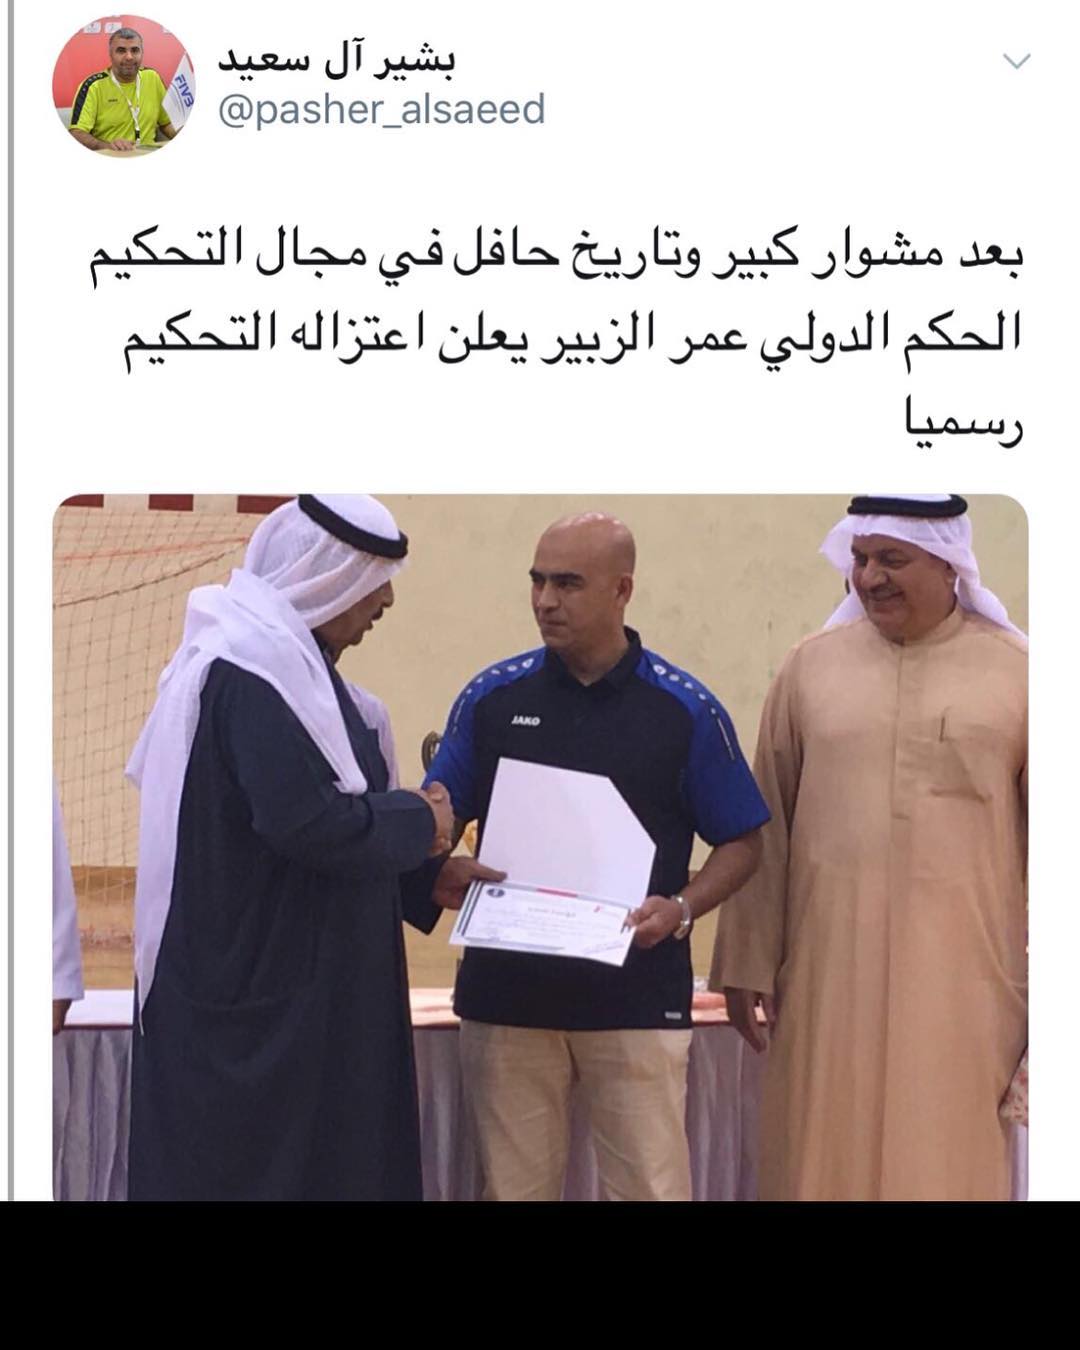 بشير آل سعيد
@pasher_alsaeed
FIVB
بعد مشوار كبير وتاريخ حافل في مجال التحكيم
الحكم الدولي عمر الزبير يعلن اعتزاله التحكيم
رسميا
JAKO